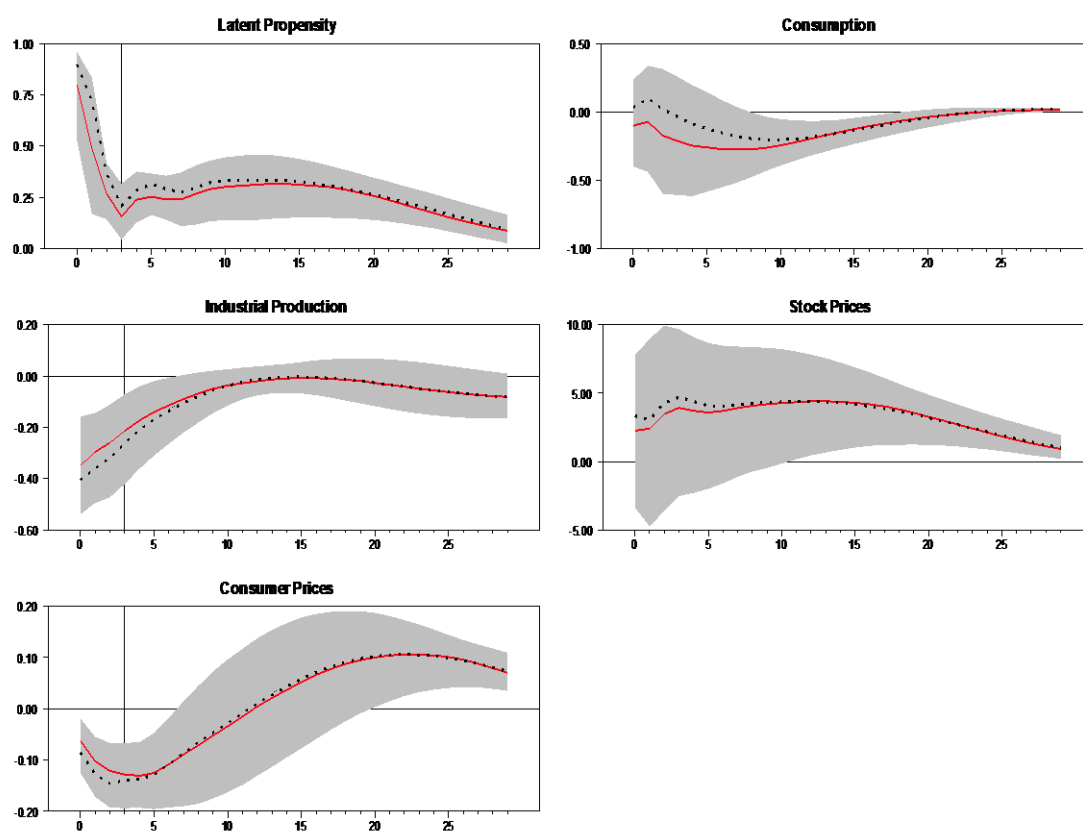 Latent Propensity
1.00
0.75
0.50
0.25
0.00
0 5 10 15 20 25
Consumption
0.50
0.00
-0.50
-1.00
0 5 10 15 20 25
Industrial Production
0.20
0.00
-0.20
-0.40
-0.60
0 5 10 15 20 25
Stock Prices
10.00
5.00
0.00
-5.00
0 5 10 15 20 25
Consumer Prices
0.20
0.10
0.00
-0.10
-0.20
0 5 10 15 20 25